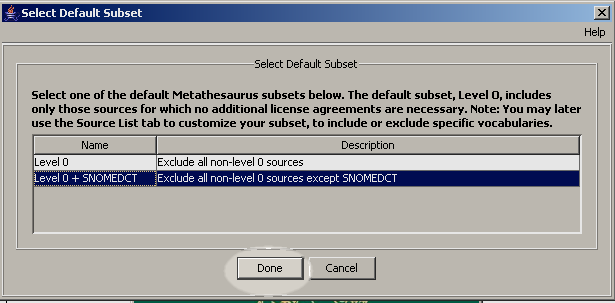 Select Default Subset
Help
Select Default Subset
Select one of the default Metathesaurus subsets below. The default subset, Level 0, includes
only those sources for which no additional license agreements are necessary. Note: You may later
use the Source List tab to customize your subset, to include or exclude specific vocabularies.
Name Description
Level 0 Exclude all non-level 0 sources
Level 0 + SNOMEDCT Exclude all non-level 0 sources except SNOMEDCT
Done Cancel